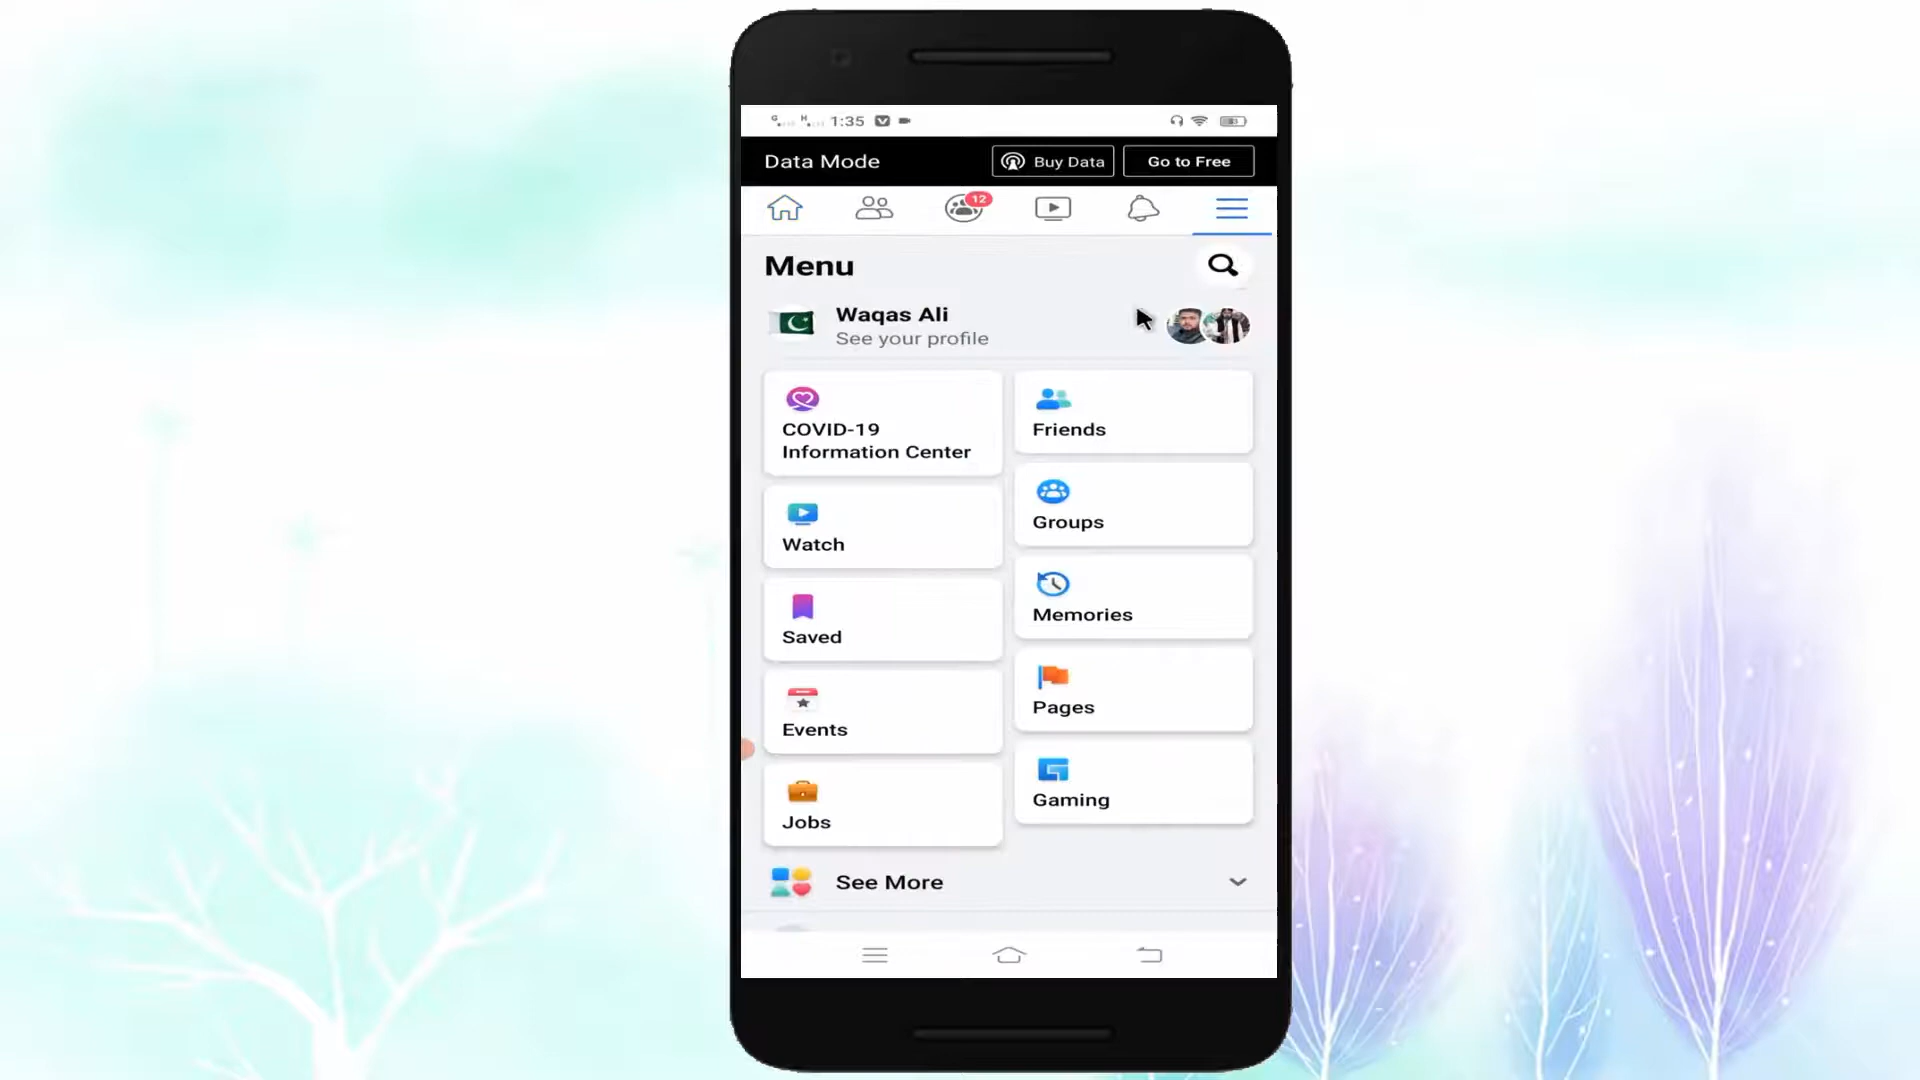 1:35
Data Mode
Buy Data
Go to Free
12
Menu
Waqas Ali
See your profile
COVID-19
Information Center
Friends
Watch
Groups
Saved
Memories
Events
Pages
Jobs
Gaming
See More